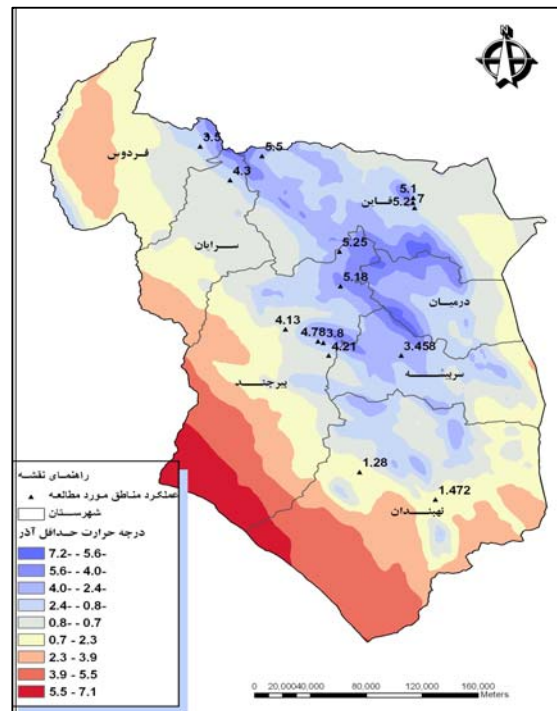 N
3.5
5.5
فردوس
4.3
5.1
7
5.2
قاین
سرایان
5.25
5.18
درمیان
4.13
4.78
3.8
4.21
3.458
سربیشه
بیرجند
1.28
1.472
نهبندان
راهنمای نقشه
عملکرد مناطق مورد مطالعه
شهرستان
درجه حرارت حداقل آذر
7.2- - 5.6-
5.6- - 4.0-
4.0- - 2.4-
2.4- - 0.8-
0.8- - 0.7
0.7 - 2.3
2.3 - 3.9
3.9 - 5.5
5.5 - 7.1
0 20,000 40,000 80,000 120,000 160,000
Meters